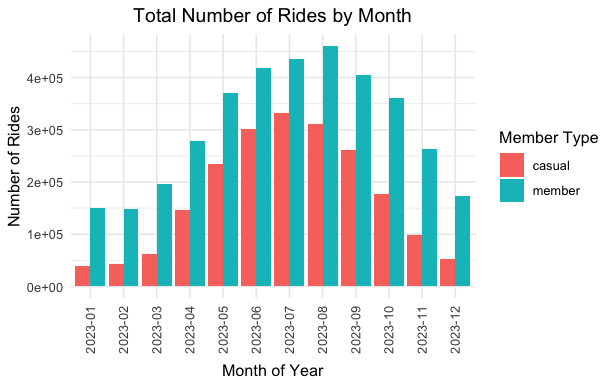 Total Number of Rides by Month
Number of Rides
4e+05
3e+05
2e+05
1e+05
0e+00
2023-01
2023-02
2023-03
2023-04
2023-05
2023-06
2023-07
2023-08
2023-09
2023-10
2023-11
2023-12
Month of Year
Member Type
casual
member